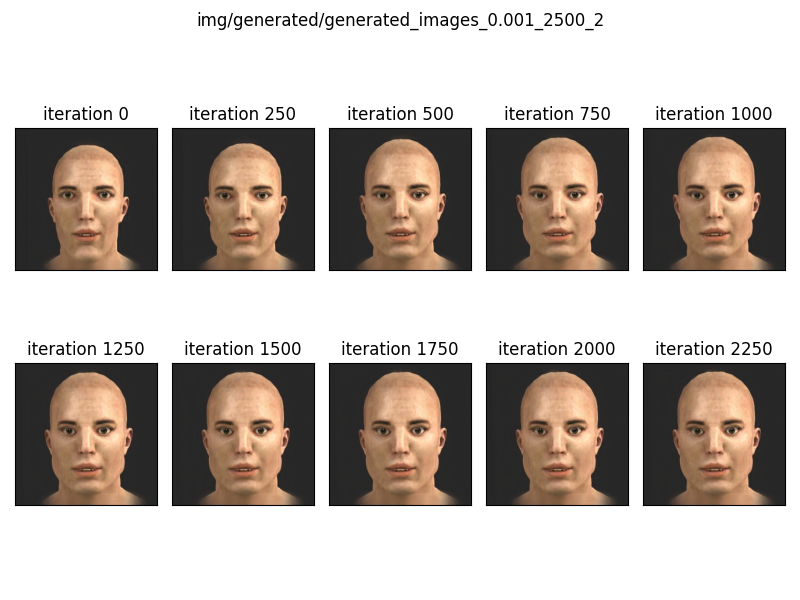 img/generated/generated_images_0.001_2500_2
iteration 0
iteration 250
iteration 500
iteration 750
iteration 1000
iteration 1250
iteration 1500
iteration 1750
iteration 2000
iteration 2250